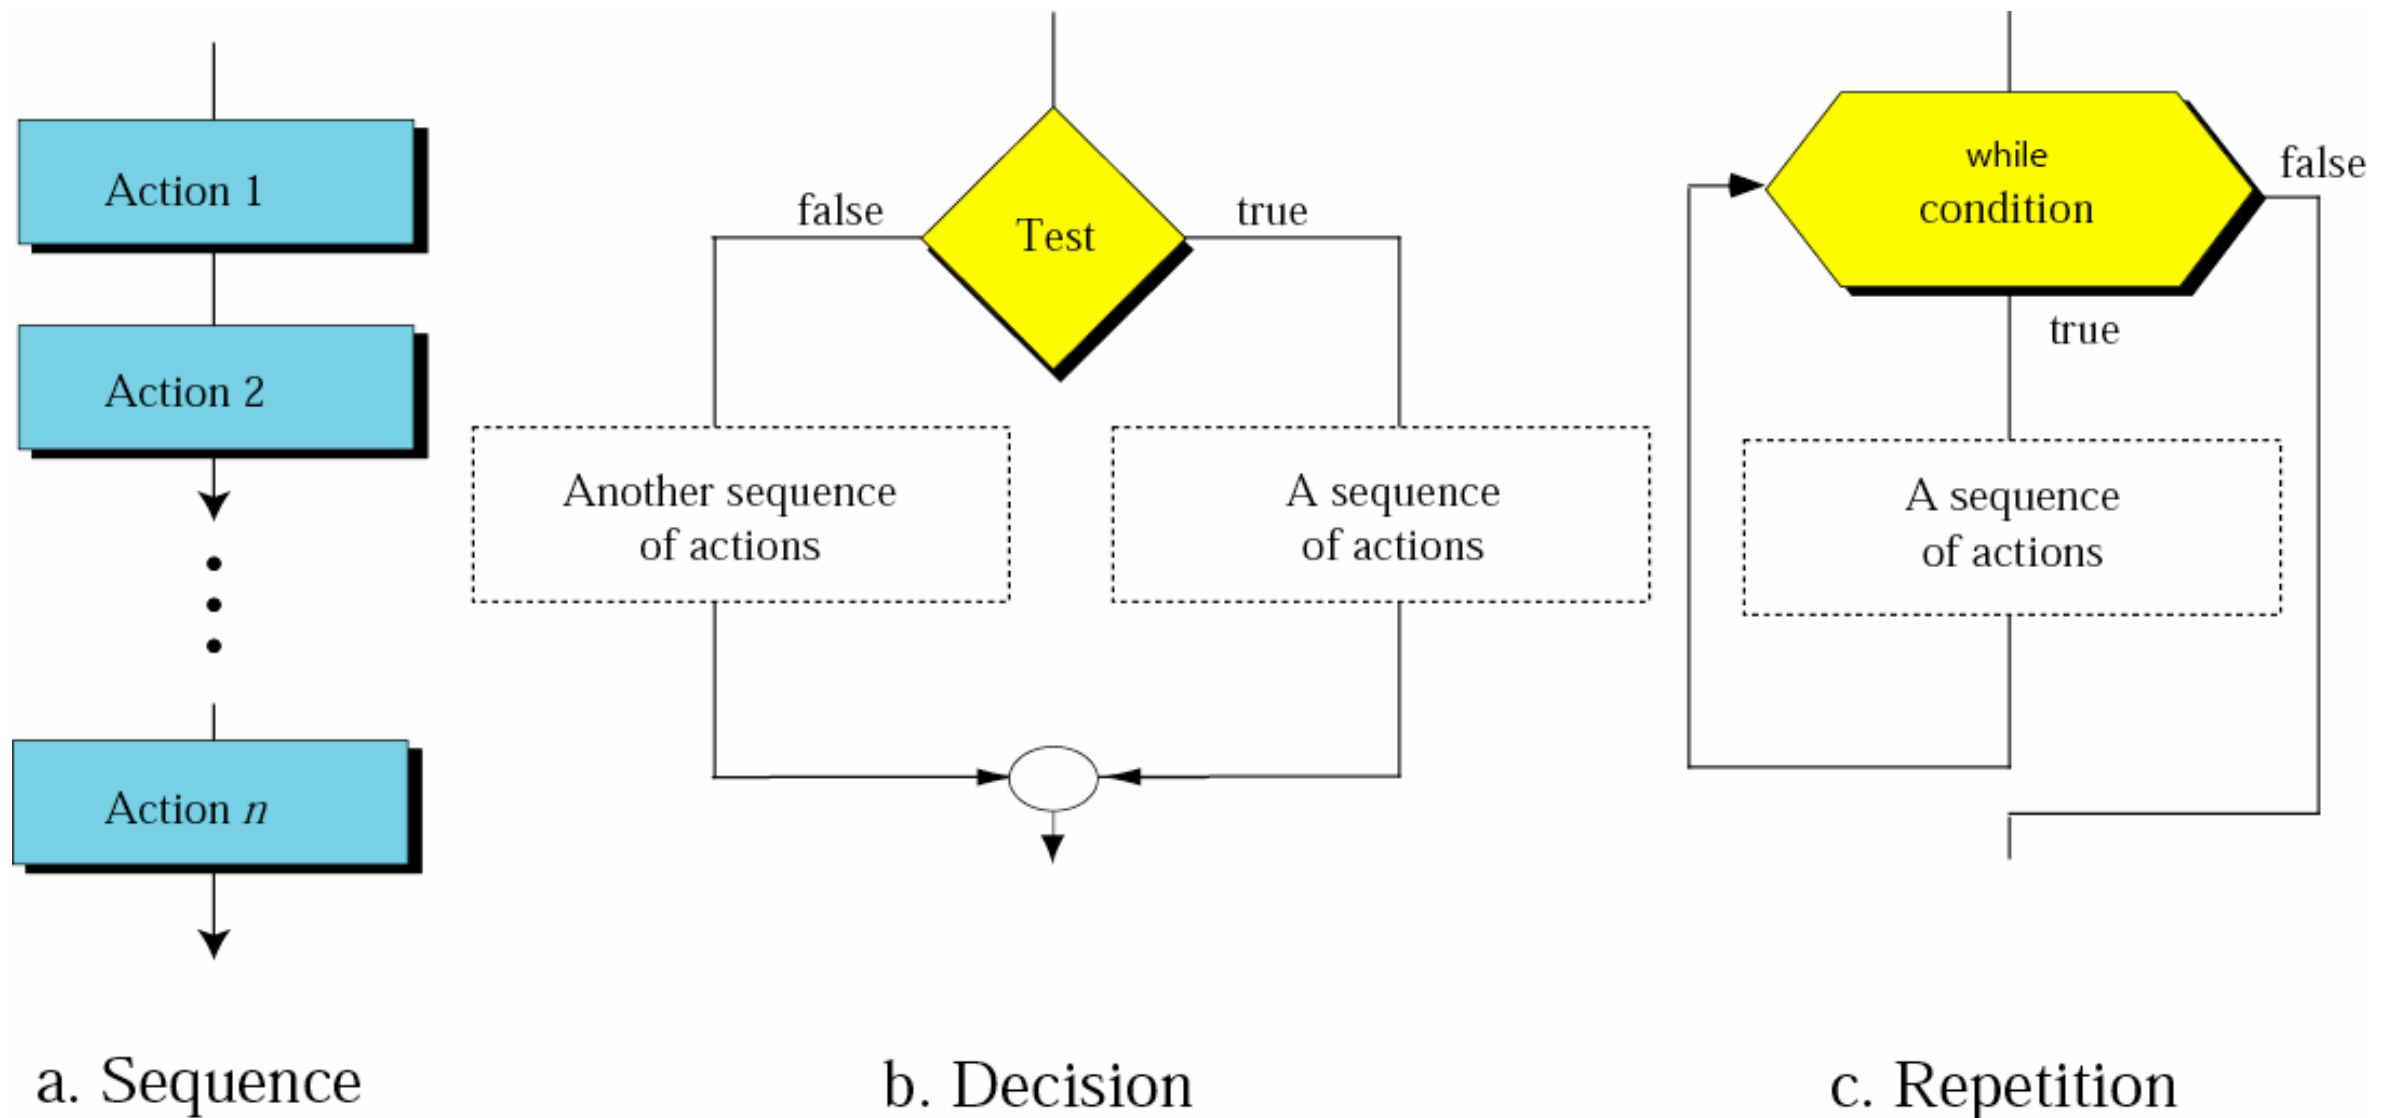 Action 1
Action 2
Action n
a. Sequence
false
true
Test
Another sequence
of actions
A sequence
of actions
b. Decision
while
condition
false
true
A sequence
of actions
c. Repetition